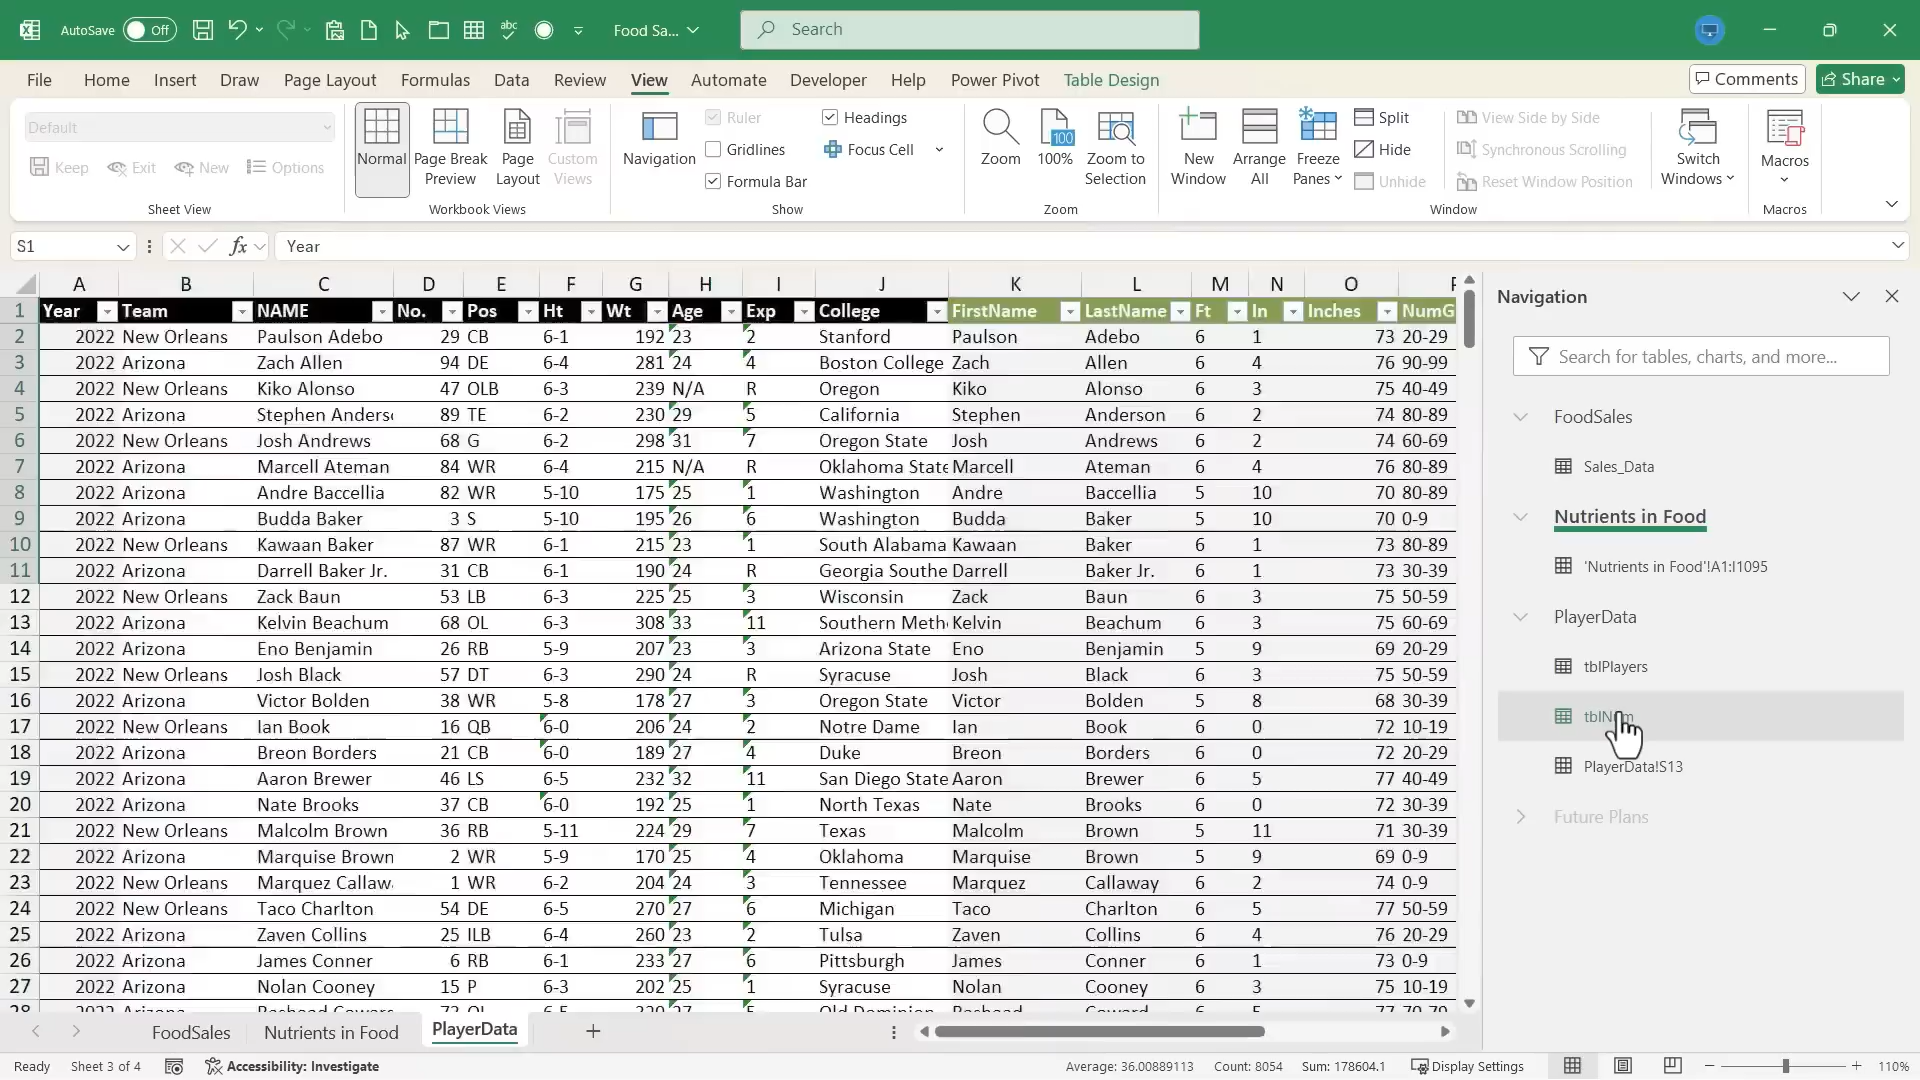 AutoSave Off abc Food Sa... Search
File Home Insert Draw Page Layout Formulas Data Review View Automate Developer Help Power Pivot Table Design Comments Share
Default
Keep Exit New Options
Sheet View
Normal Page Break Preview Page Layout Custom Views
Workbook Views
Navigation
Ruler Headings
Gridlines Focus Cell
Formula Bar
Show
Zoom 100% Zoom to Selection
Zoom
New Window Arrange All Freeze Panes
Split View Side by Side
Hide Synchronous Scrolling
Unhide Reset Window Position
Switch Windows
Window
Macros
Macros
S1 fx Year
A B C D E F G H I J K L M N O
1 Year Team NAME No. Pos Ht Wt Age Exp College FirstName LastName Ft In Inches NumG
2 2022 New Orleans Paulson Adebo 29 CB 6-1 192 23 2 Stanford Paulson Adebo 6 1 73 20-29
3 2022 Arizona Zach Allen 94 DE 6-4 281 24 4 Boston College Zach Allen 6 4 76 90-99
4 2022 New Orleans Kiko Alonso 47 OLB 6-3 239 N/A R Oregon Kiko Alonso 6 3 75 40-49
5 2022 Arizona Stephen Anders 89 TE 6-2 230 29 5 California Stephen Anderson 6 2 74 80-89
6 2022 New Orleans Josh Andrews 68 G 6-2 298 31 7 Oregon State Josh Andrews 6 2 74 60-69
7 2022 Arizona Marcell Ateman 84 WR 6-4 215 N/A R Oklahoma State Marcell Ateman 6 4 76 80-89
8 2022 Arizona Andre Baccellia 82 WR 5-10 175 25 1 Washington Andre Baccellia 5 10 70 80-89
9 2022 Arizona Budda Baker 3 S 5-10 195 26 6 Washington Budda Baker 5 10 70 0-9
10 2022 New Orleans Kawaan Baker 87 WR 6-1 215 23 1 South Alabama Kawaan Baker 6 1 73 80-89
11 2022 Arizona Darrell Baker Jr. 31 CB 6-1 190 24 R Georgia Southe Darrell Baker Jr. 6 1 73 30-39
12 2022 New Orleans Zack Baun 53 LB 6-3 225 25 3 Wisconsin Zack Baun 6 3 75 50-59
13 2022 Arizona Kelvin Beachum 68 OL 6-3 308 33 11 Southern Meth Kelvin Beachum 6 3 75 60-69
14 2022 Arizona Eno Benjamin 26 RB 5-9 207 23 3 Arizona State Eno Benjamin 5 9 69 20-29
15 2022 New Orleans Josh Black 57 DT 6-3 290 24 R Syracuse Josh Black 6 3 75 50-59
16 2022 Arizona Victor Bolden 38 WR 5-8 178 27 3 Oregon State Victor Bolden 5 8 68 30-39
17 2022 New Orleans Ian Book 16 QB 6-0 206 24 2 Notre Dame Ian Book 6 0 72 10-19
18 2022 Arizona Breon Borders 21 CB 6-0 189 27 4 Duke Breon Borders 6 0 72 20-29
19 2022 Arizona Aaron Brewer 46 LS 6-5 232 32 11 San Diego State Aaron Brewer 6 5 77 40-49
20 2022 Arizona Nate Brooks 37 CB 6-0 192 25 1 North Texas Nate Brooks 6 0 72 30-39
21 2022 New Orleans Malcolm Brown 36 RB 5-11 224 29 7 Texas Malcolm Brown 5 11 71 30-39
22 2022 Arizona Marquise Brown 2 WR 5-9 170 25 4 Oklahoma Marquise Brown 5 9 69 0-9
23 2022 New Orleans Marquez Callaw 1 WR 6-2 204 24 3 Tennessee Marquez Callaway 6 2 74 0-9
24 2022 New Orleans Taco Charlton 54 DE 6-5 270 27 6 Michigan Taco Charlton 6 5 77 50-59
25 2022 Arizona Zaven Collins 25 ILB 6-4 260 23 2 Tulsa Zaven Collins 6 4 76 20-29
26 2022 Arizona James Conner 6 RB 6-1 233 27 6 Pittsburgh James Conner 6 1 73 0-9
27 2022 Arizona Nolan Cooney 15 P 6-3 202 25 1 Syracuse Nolan Cooney 6 3 75 10-19
Navigation
Search for tables, charts, and more...
FoodSales
Sales_Data
Nutrients in Food
'Nutrients in Food'!A1:I1095
PlayerData
tblPlayers
PlayerData!S13
Future Plans
FoodSales Nutrients in Food PlayerData
Ready Sheet 3 of 4 Accessibility: Investigate Average: 36.00889113 Count: 8054 Sum: 178604.1 Display Settings 110%